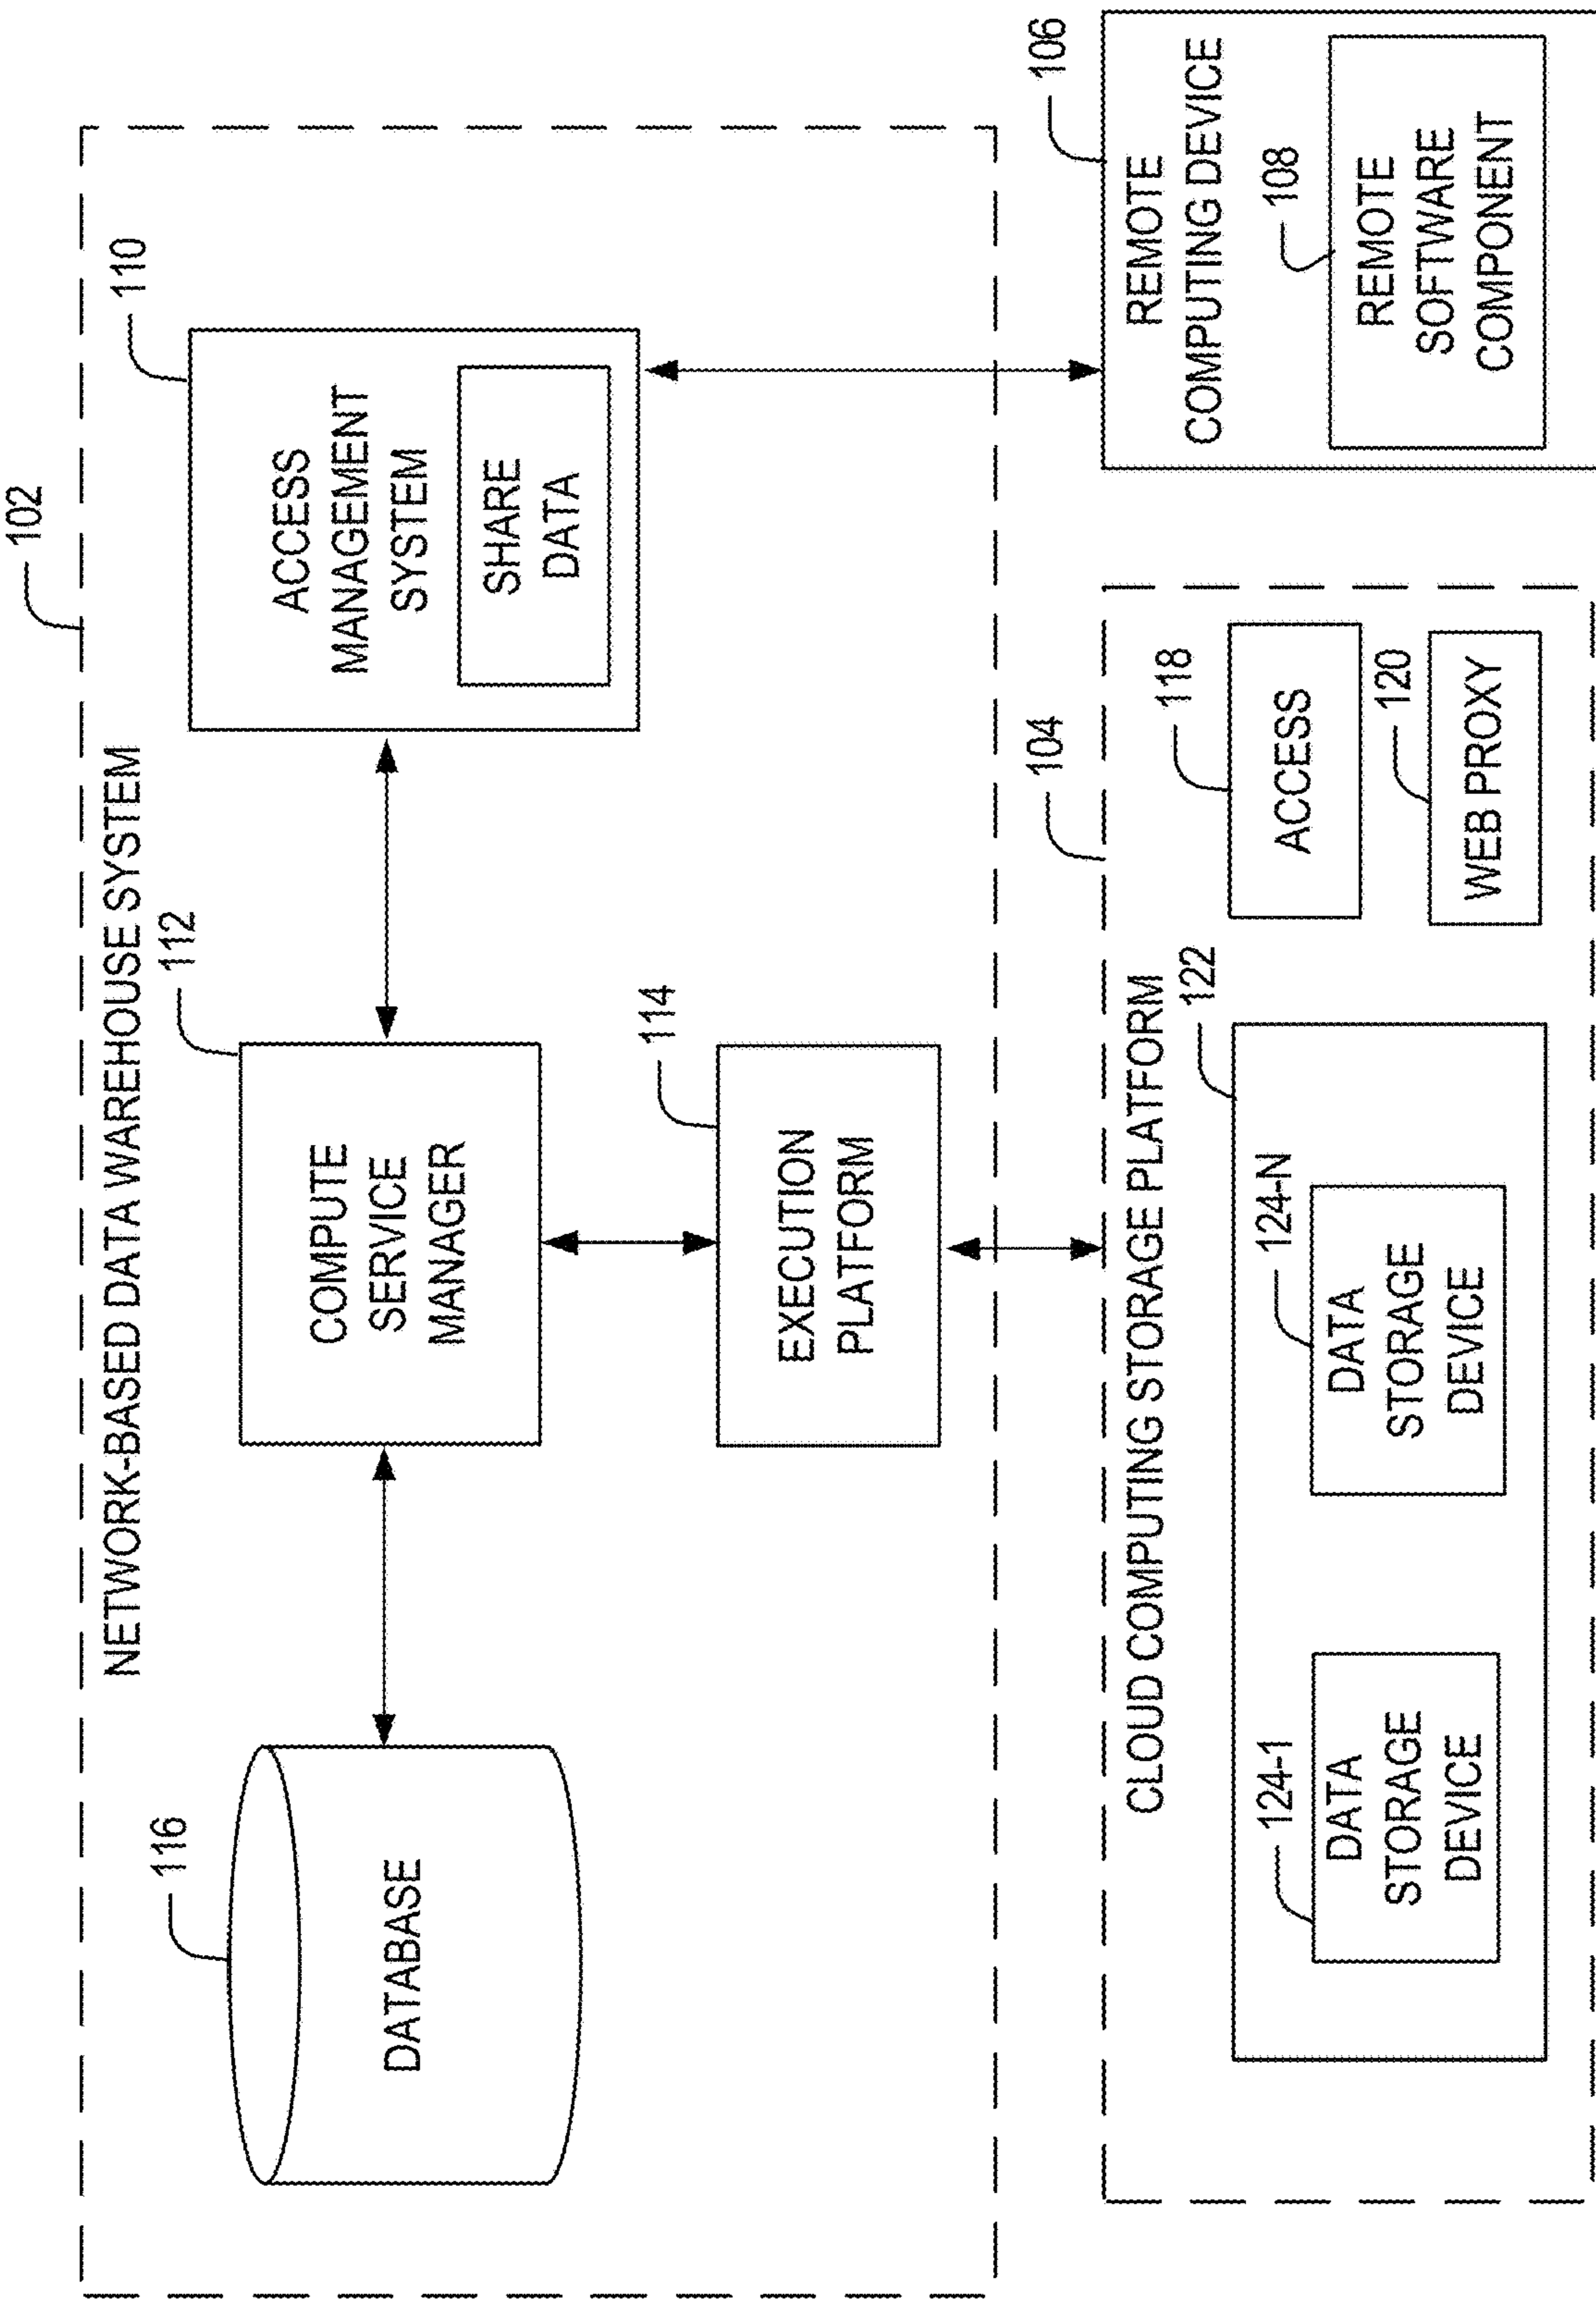 102
NETWORK-BASED DATA WAREHOUSE SYSTEM
116
DATABASE
112
COMPUTE
SERVICE
MANAGER
110
ACCESS
MANAGEMENT
SYSTEM
SHARE
DATA
114
EXECUTION
PLATFORM
104
CLOUD COMPUTING STORAGE PLATFORM
122
124-1
DATA
STORAGE
DEVICE
124-N
DATA
STORAGE
DEVICE
118
ACCESS
120
WEB PROXY
106
REMOTE
COMPUTING DEVICE
108
REMOTE
SOFTWARE
COMPONENT